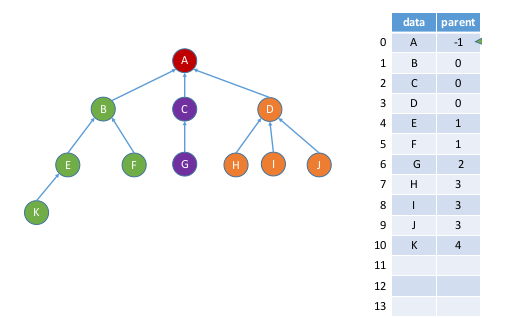 A
B C D
E F G H I J
K
data parent
0 A -1
1 B 0
2 C 0
3 D 0
4 E 1
5 F 1
6 G 2
7 H 3
8 I 3
9 J 3
10 K 4
11
12
13